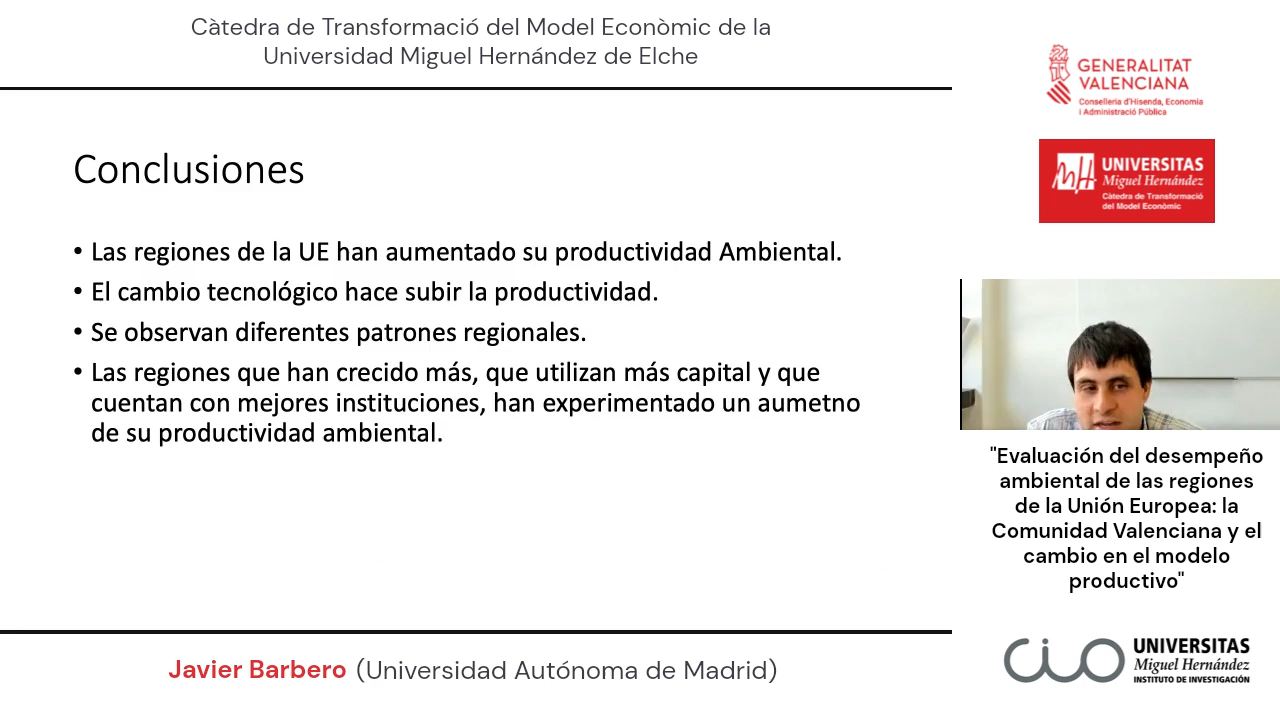 Càtedra de Transformació del Model Econòmic de la
Universidad Miguel Hernández de Elche
GENERALITAT
VALENCIANA
Conselleria d'Hisenda, Economia
i Administració Pública
UNIVERSITAS
Miguel Hernández
Càtedra de Transformació
del Model Econòmic
Conclusiones
• Las regiones de la UE han aumentado su productividad Ambiental.
• El cambio tecnológico hace subir la productividad.
• Se observan diferentes patrones regionales.
• Las regiones que han crecido más, que utilizan más capital y que
cuentan con mejores instituciones, han experimentado un aumetno
de su productividad ambiental.
"Evaluación del desempeño
ambiental de las regiones
de la Unión Europea: la
Comunidad Valenciana y el
cambio en el modelo
productivo"
Javier Barbero (Universidad Autónoma de Madrid)
CIO
UNIVERSITAS
Miguel Hernández
INSTITUTO DE INVESTIGACIÓN